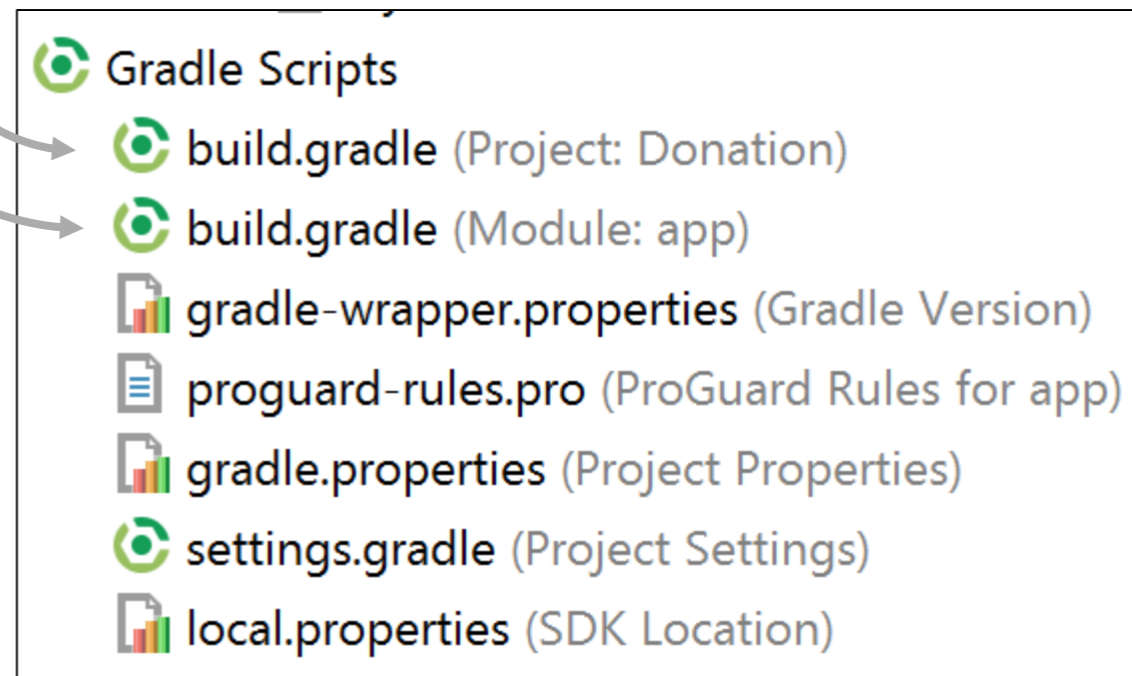 Gradle Scripts
build.gradle (Project: Donation)
build.gradle (Module: app)
gradle-wrapper.properties (Gradle Version)
proguard-rules.pro (ProGuard Rules for app)
gradle.properties (Project Properties)
settings.gradle (Project Settings)
local.properties (SDK Location)